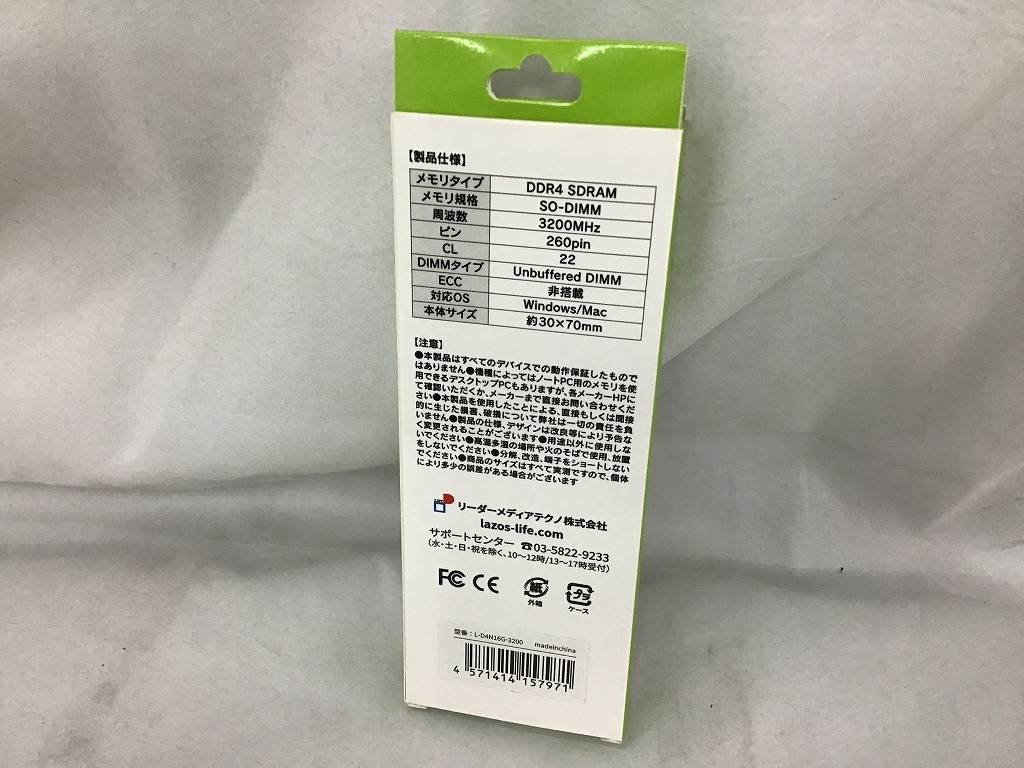 【製品仕様】
メモリタイプ DDR4 SDRAM
メモリ規格 SO-DIMM
周波数 3200MHz
ピン 260pin
CL 22
DIMMタイプ Unbuffered DIMM
ECC 非搭載
対応OS Windows/Mac
本体サイズ 約30×70mm
【注意】
●本製品はすべてのデバイスでの動作保証したもので
はありません●機種によってはノートPC用のメモリを使
用できるデスクトップPCもありますが、各メーカーHPに
て確認いただくか、メーカーまで直接お問い合わせくだ
さい●本製品を使用したことによる、直接もしくは間接
的に生じた損害、破損について弊社は一切の責任を負
いません●製品の仕様、デザインは改良等により予告な
く変更されることがございます●用途以外に使用しな
いでください●高温多湿の場所や火のそばで使用、放置
をしないでください●分解、改造、端子をショートしない
でください●商品のサイズはすべて実測ですので、個体
により多少の誤差がある場合がございます
リーダーメディアテクノ株式会社
lazos-life.com
サポートセンター ☎03-5822-9233
(水・土・日・祝を除く、10～12時/13～17時受付)
FC CE 紙 プラ
外箱 ケース
型番：L-D4N16G-3200 madeinchina
4 571414 157971